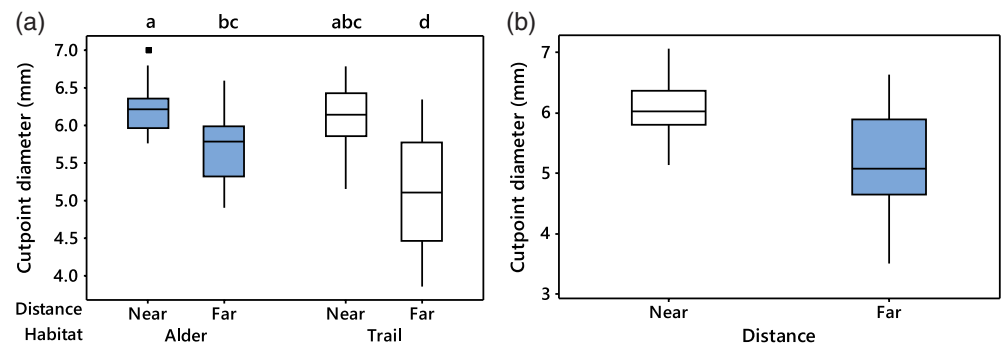 (a)
a bc abc d
Cutpoint diameter (mm)
7.0
6.5
6.0
5.5
5.0
4.5
4.0
Distance Near Far Near Far
Habitat Alder Trail
(b)
Cutpoint diameter (mm)
7
6
5
4
3
Near Far
Distance